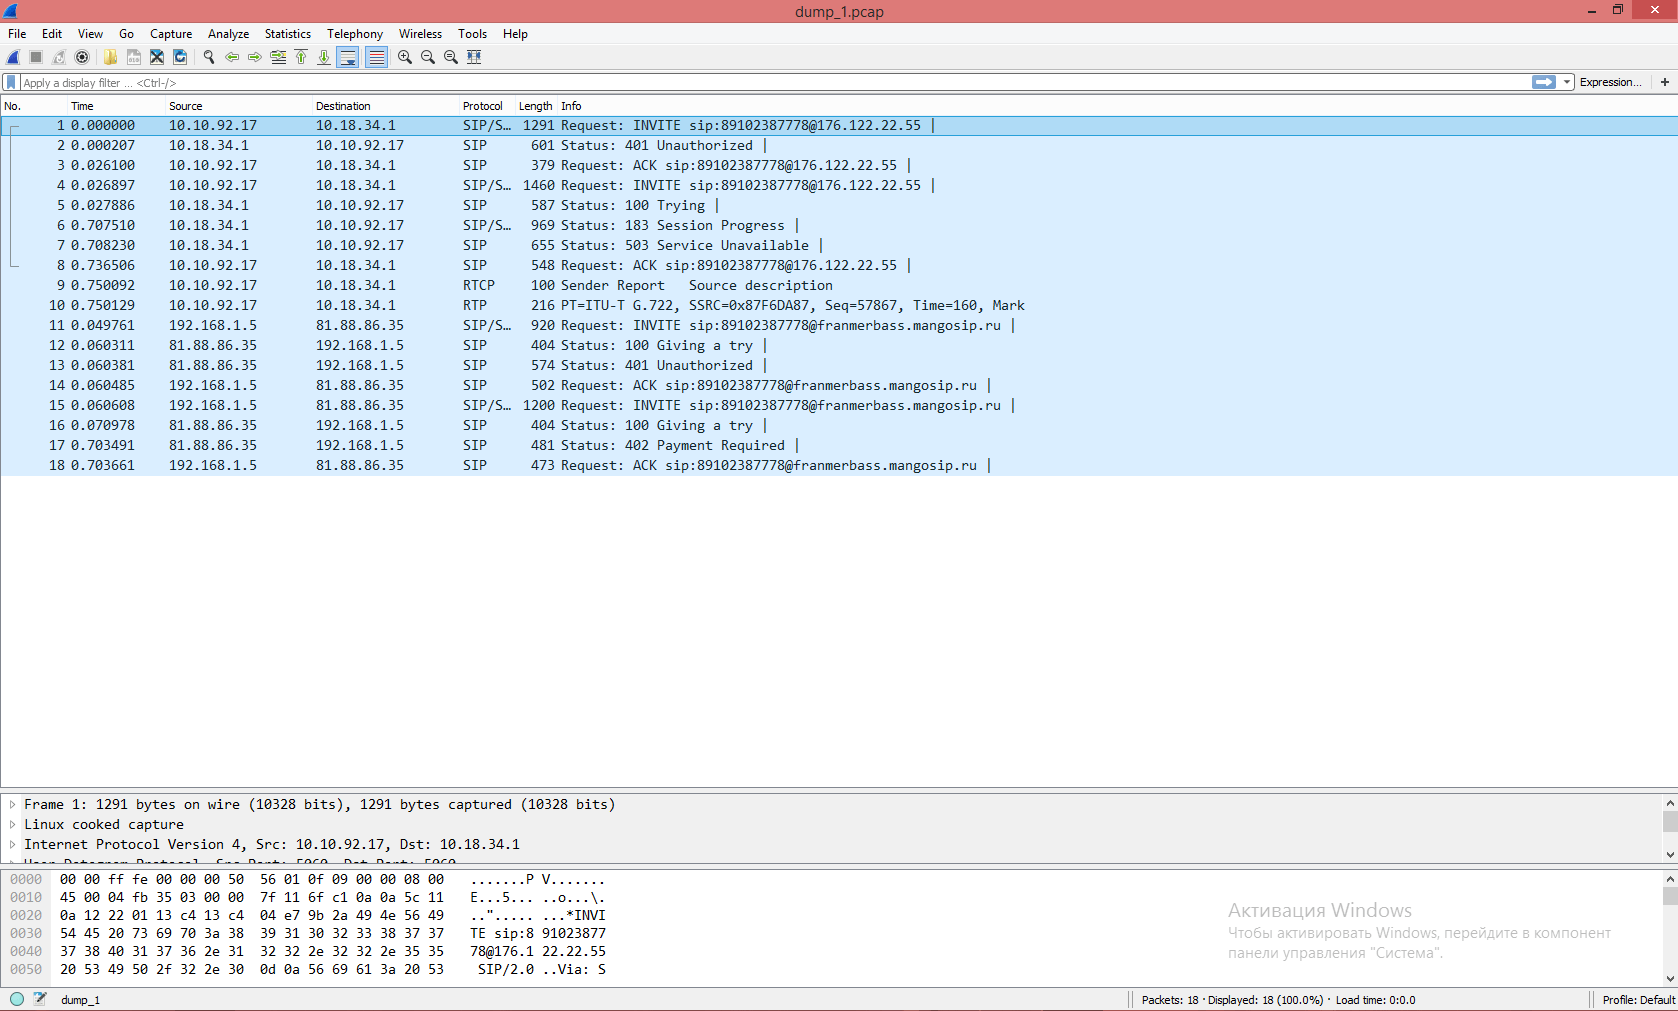 dump_1.pcap
File Edit View Go Capture Analyze Statistics Telephony Wireless Tools Help
Apply a display filter ... <Ctrl-/> Expression... +
No. Time Source Destination Protocol Length Info
1 0.000000 10.10.92.17 10.18.34.1 SIP/S... 1291 Request: INVITE sip:89102387778@176.122.22.55 |
2 0.000207 10.18.34.1 10.10.92.17 SIP 601 Status: 401 Unauthorized |
3 0.026100 10.10.92.17 10.18.34.1 SIP 379 Request: ACK sip:89102387778@176.122.22.55 |
4 0.026897 10.10.92.17 10.18.34.1 SIP/S... 1460 Request: INVITE sip:89102387778@176.122.22.55 |
5 0.027886 10.18.34.1 10.10.92.17 SIP 587 Status: 100 Trying |
6 0.707510 10.18.34.1 10.10.92.17 SIP/S... 969 Status: 183 Session Progress |
7 0.708230 10.18.34.1 10.10.92.17 SIP 655 Status: 503 Service Unavailable |
8 0.736506 10.10.92.17 10.18.34.1 SIP 548 Request: ACK sip:89102387778@176.122.22.55 |
9 0.750092 10.10.92.17 10.18.34.1 RTCP 100 Sender Report   Source description
10 0.750129 10.10.92.17 10.18.34.1 RTP 216 PT=ITU-T G.722, SSRC=0x87F6DA87, Seq=57867, Time=160, Mark
11 0.049761 192.168.1.5 81.88.86.35 SIP/S... 920 Request: INVITE sip:89102387778@franmerbass.mangosip.ru |
12 0.060311 81.88.86.35 192.168.1.5 SIP 404 Status: 100 Giving a try |
13 0.060381 81.88.86.35 192.168.1.5 SIP 574 Status: 401 Unauthorized |
14 0.060485 192.168.1.5 81.88.86.35 SIP 502 Request: ACK sip:89102387778@franmerbass.mangosip.ru |
15 0.060608 192.168.1.5 81.88.86.35 SIP/S... 1200 Request: INVITE sip:89102387778@franmerbass.mangosip.ru |
16 0.070978 81.88.86.35 192.168.1.5 SIP 404 Status: 100 Giving a try |
17 0.703491 81.88.86.35 192.168.1.5 SIP 481 Status: 402 Payment Required |
18 0.703661 192.168.1.5 81.88.86.35 SIP 473 Request: ACK sip:89102387778@franmerbass.mangosip.ru |
Frame 1: 1291 bytes on wire (10328 bits), 1291 bytes captured (10328 bits)
Linux cooked capture
Internet Protocol Version 4, Src: 10.10.92.17, Dst: 10.18.34.1
User Datagram Protocol, Src Port: 5060, Dst Port: 5060
0000 00 00 ff fe 00 00 00 50 56 01 0f 09 00 00 08 00 .......P V.......
0010 45 00 04 fb 35 03 00 00 7f 11 6f c1 0a 0a 5c 11 E...5... ..o...\.
0020 0a 12 22 01 13 c4 13 c4 04 e7 9b 2a 49 4e 56 49 .."..... ...*INVI
0030 54 45 20 73 69 70 3a 38 39 31 30 32 33 38 37 37 TE sip:8 91023877
0040 37 38 40 31 37 36 2e 31 32 32 2e 32 32 2e 35 35 78@176.1 22.22.55
0050 20 53 49 50 2f 32 2e 30 0d 0a 56 69 61 3a 20 53 SIP/2.0 ..Via: S
Активация Windows
Чтобы активировать Windows, перейдите в компонент
панели управления "Система".
dump_1 Packets: 18 · Displayed: 18 (100.0%) · Load time: 0:0.0 Profile: Default